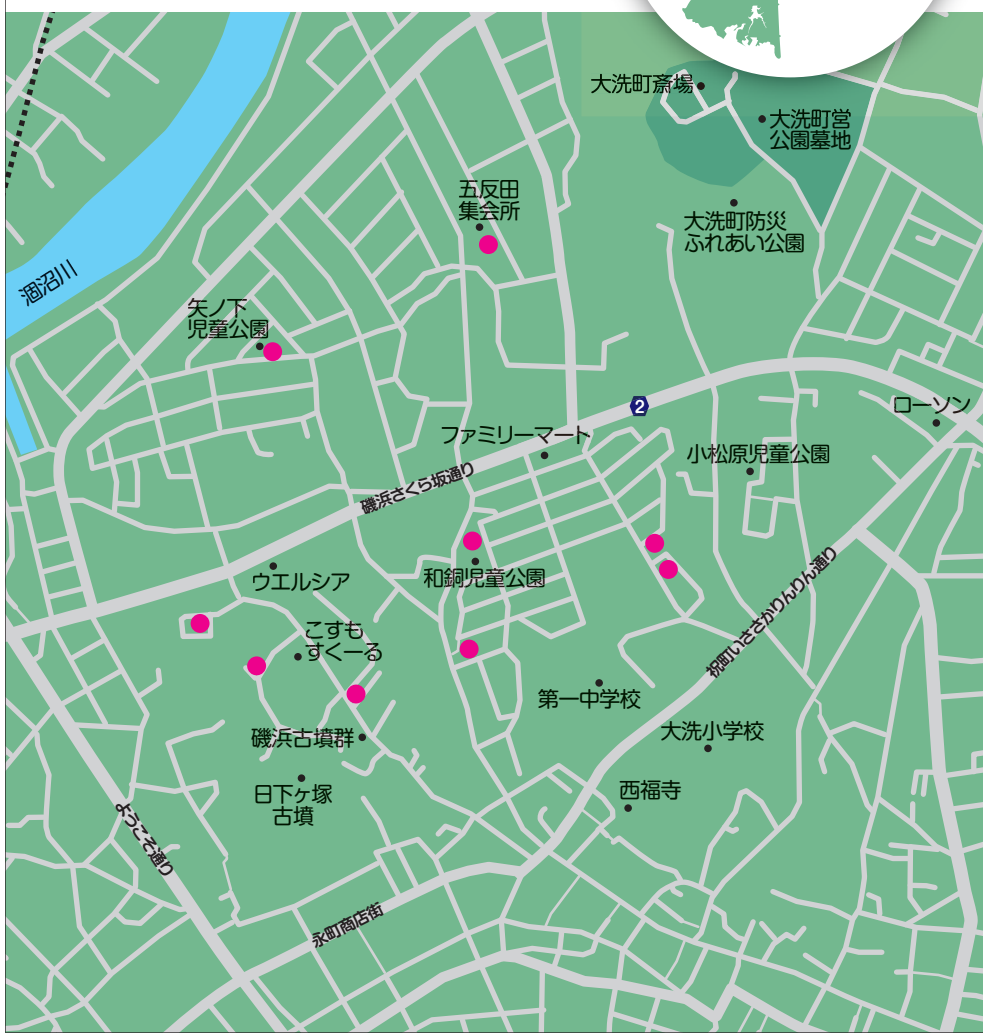 大洗町斎場
大洗町営
公園墓地
五反田
集会所
大洗町防災
ふれあい公園
涸沼川
矢ノ下
児童公園
2
ローソン
ファミリーマート
小松原児童公園
磯浜さくら坂通り
ウエルシア
和銅児童公園
祝町いささかりんりん通り
こすも
すくーる
第一中学校
大洗小学校
磯浜古墳群
日下ヶ塚
古墳
西福寺
ようこそ通り
永町商店街